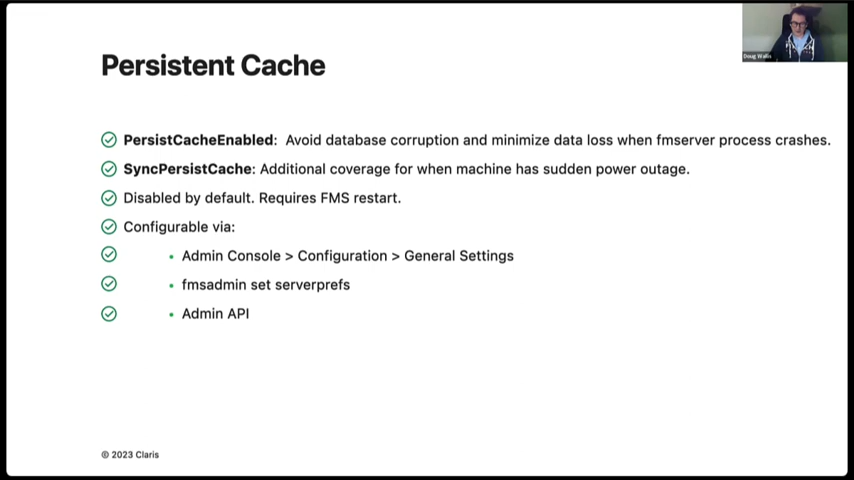 Persistent Cache
PersistCacheEnabled: Avoid database corruption and minimize data loss when fmserver process crashes.
SyncPersistCache: Additional coverage for when machine has sudden power outage.
Disabled by default. Requires FMS restart.
Configurable via:
• Admin Console > Configuration > General Settings
• fmsadmin set serverprefs
• Admin API
© 2023 Claris
Doug